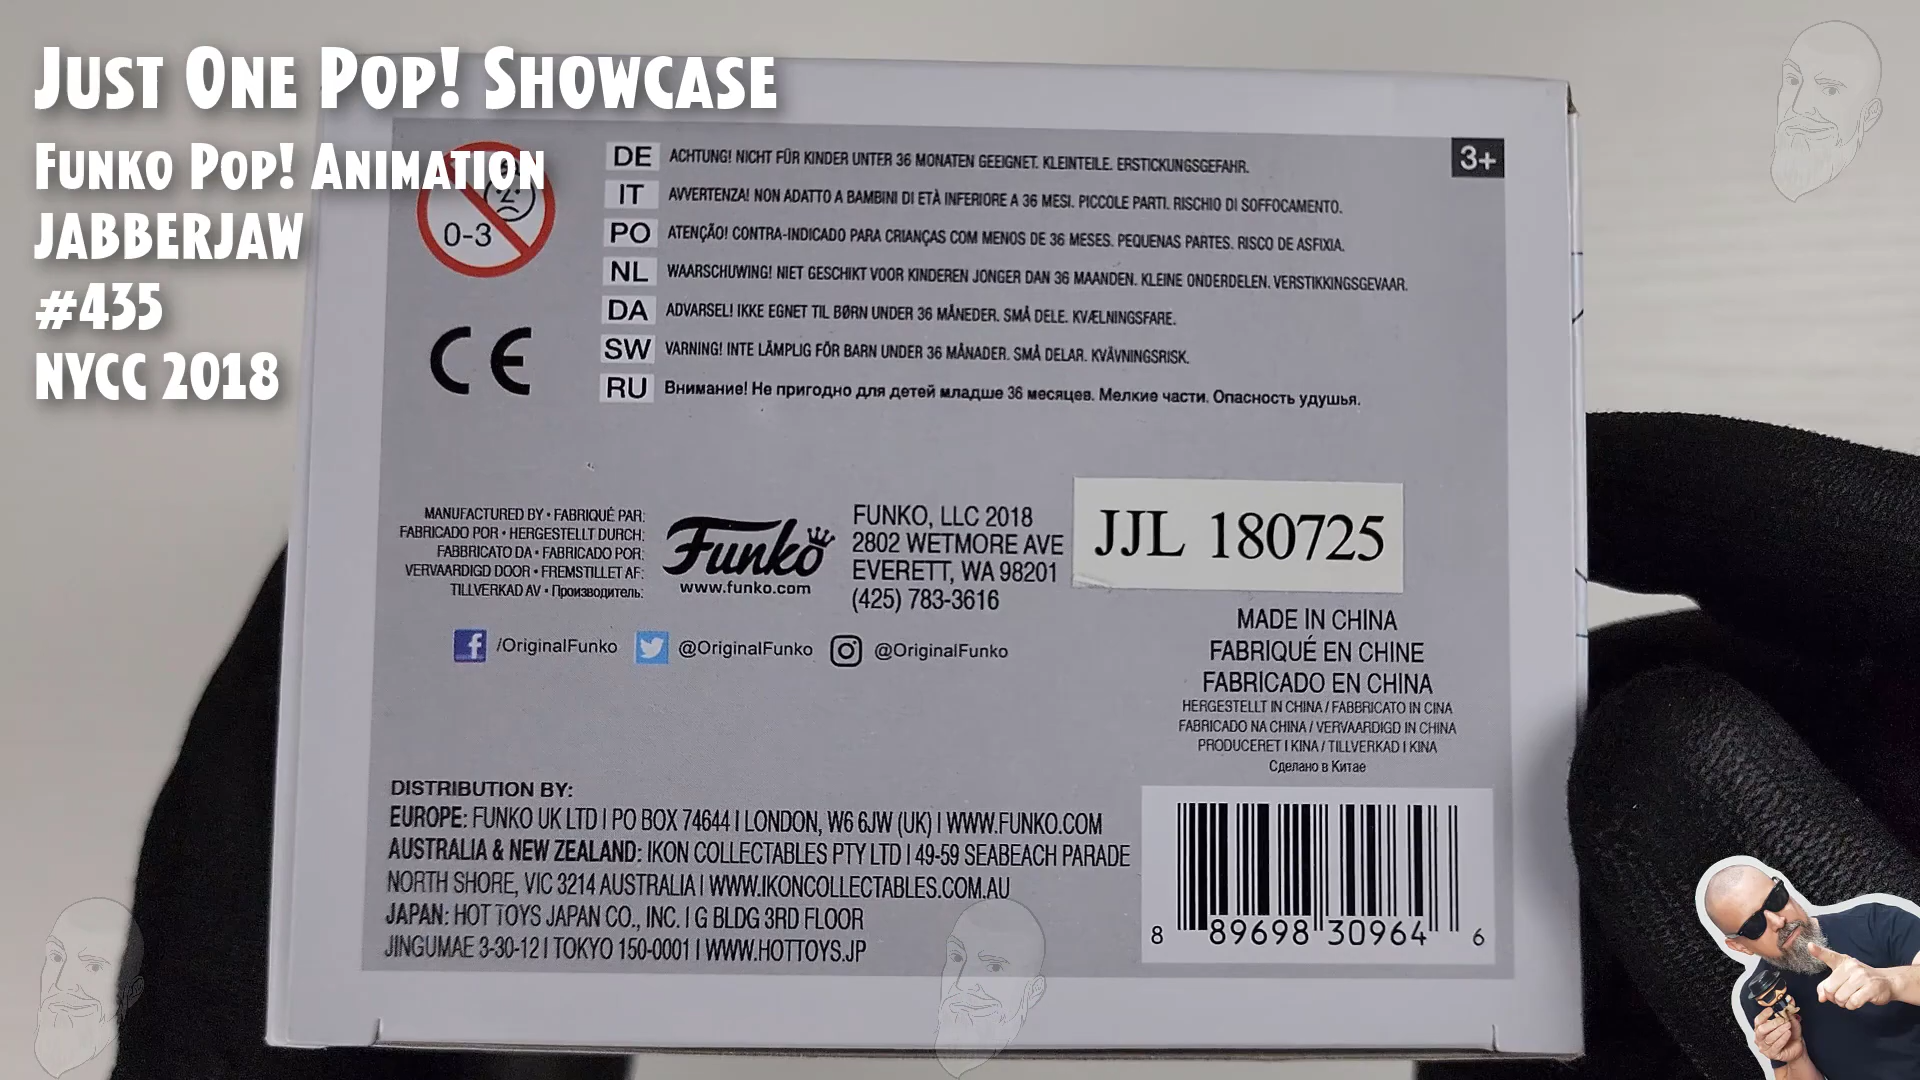 JUST ONE POP! SHOWCASE
FUNKO POP! ANIMATION
JABBERJAW
#435
NYCC 2018
0-3
CE
3+
DE ACHTUNG! NICHT FÜR KINDER UNTER 36 MONATEN GEEIGNET. KLEINTEILE. ERSTICKUNGSGEFAHR.
IT AVVERTENZA! NON ADATTO A BAMBINI DI ETÀ INFERIORE A 36 MESI. PICCOLE PARTI. RISCHIO DI SOFFOCAMENTO.
PO ATENÇÃO! CONTRA-INDICADO PARA CRIANÇAS COM MENOS DE 36 MESES. PEQUENAS PARTES. RISCO DE ASFIXIA.
NL WAARSCHUWING! NIET GESCHIKT VOOR KINDEREN JONGER DAN 36 MAANDEN. KLEINE ONDERDELEN. VERSTIKKINGSGEVAAR.
DA ADVARSEL! IKKE EGNET TIL BØRN UNDER 36 MÅNEDER. SMÅ DELE. KVÆLNINGSFARE.
SW VARNING! INTE LÄMPLIG FÖR BARN UNDER 36 MÅNADER. SMÅ DELAR. KVÄVNINGSRISK.
RU Внимание! Не пригодно для детей младше 36 месяцев. Мелкие части. Опасность удушья.
MANUFACTURED BY • FABRIQUÉ PAR:
FABRICADO POR • HERGESTELLT DURCH:
FABBRICATO DA • FABRICADO POR:
VERVAARDIGD DOOR • FREMSTILLET AF:
TILLVERKAD AV • Производитель:
Funko
www.funko.com
FUNKO, LLC 2018
2802 WETMORE AVE
EVERETT, WA 98201
(425) 783-3616
JJL 180725
/OriginalFunko @OriginalFunko @OriginalFunko
MADE IN CHINA
FABRIQUÉ EN CHINE
FABRICADO EN CHINA
HERGESTELLT IN CHINA / FABBRICATO IN CINA
FABRICADO NA CHINA / VERVAARDIGD IN CHINA
PRODUCERET I KINA / TILLVERKAD I KINA
Сделано в Китае
DISTRIBUTION BY:
EUROPE: FUNKO UK LTD | PO BOX 74644 | LONDON, W6 6JW (UK) | WWW.FUNKO.COM
AUSTRALIA & NEW ZEALAND: IKON COLLECTABLES PTY LTD | 49-59 SEABEACH PARADE
NORTH SHORE, VIC 3214 AUSTRALIA | WWW.IKONCOLLECTABLES.COM.AU
JAPAN: HOT TOYS JAPAN CO., INC. | G BLDG 3RD FLOOR
JINGUMAE 3-30-12 | TOKYO 150-0001 | WWW.HOTTOYS.JP
8 89698 30964 6